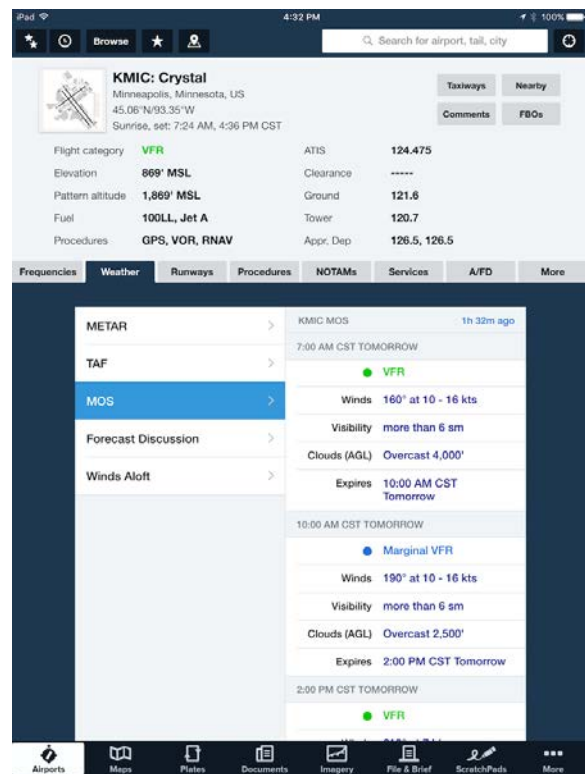 iPad
4:32 PM
100%
Browse
Search for airport, tail, city
KMIC: Crystal
Minneapolis, Minnesota, US
45.06°N/93.35°W
Sunrise, set: 7:24 AM, 4:36 PM CST
Taxiways
Nearby
Comments
FBOs
Flight category VFR
ATIS 124.475
Elevation 869' MSL
Clearance -----
Pattern altitude 1,869' MSL
Ground 121.6
Fuel 100LL, Jet A
Tower 120.7
Procedures GPS, VOR, RNAV
Appr, Dep 126.5, 126.5
Frequencies Weather Runways Procedures NOTAMs Services A/FD More
METAR
TAF
MOS
Forecast Discussion
Winds Aloft
KMIC MOS 1h 32m ago
7:00 AM CST TOMORROW
VFR
Winds 160° at 10 - 16 kts
Visibility more than 6 sm
Clouds (AGL) Overcast 4,000'
Expires 10:00 AM CST
Tomorrow
10:00 AM CST TOMORROW
Marginal VFR
Winds 190° at 10 - 16 kts
Visibility more than 6 sm
Clouds (AGL) Overcast 2,500'
Expires 2:00 PM CST Tomorrow
2:00 PM CST TOMORROW
VFR
Airports Maps Plates Documents Imagery File & Brief ScratchPads More